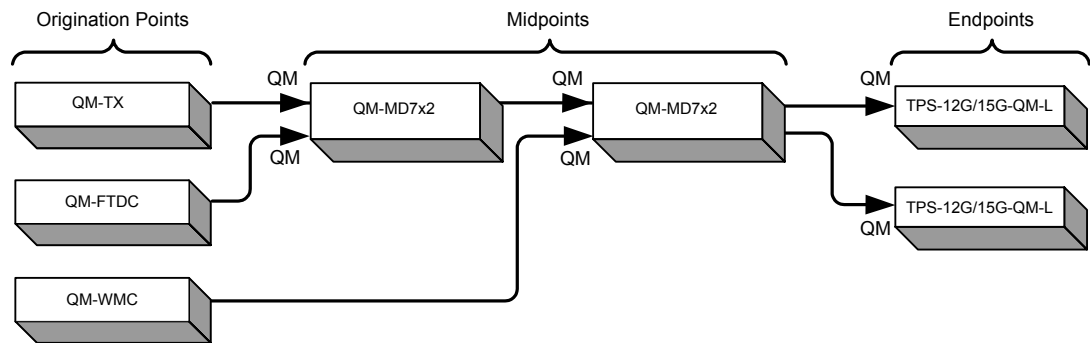 Origination Points
Midpoints
Endpoints
QM
QM
QM
QM-TX
QM-MD7x2
QM-MD7x2
TPS-12G/15G-QM-L
QM
QM
QM-FTDC
TPS-12G/15G-QM-L
QM
QM-WMC